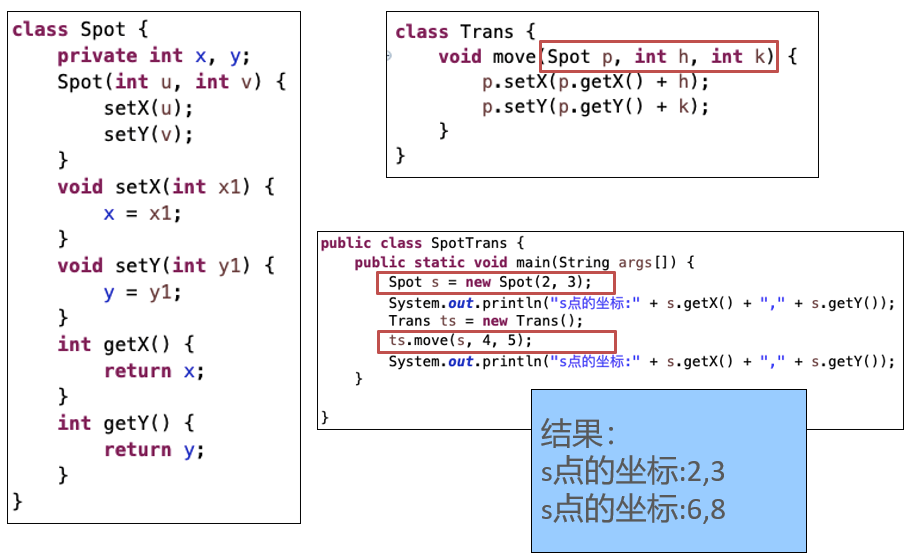 class Spot {
    private int x, y;
    Spot(int u, int v) {
        setX(u);
        setY(v);
    }
    void setX(int x1) {
        x = x1;
    }
    void setY(int y1) {
        y = y1;
    }
    int getX() {
        return x;
    }
    int getY() {
        return y;
    }
}
class Trans {
    void move(Spot p, int h, int k) {
        p.setX(p.getX() + h);
        p.setY(p.getY() + k);
    }
}
public class SpotTrans {
    public static void main(String args[]) {
        Spot s = new Spot(2, 3);
        System.out.println("s点的坐标:" + s.getX() + "," + s.getY());
        Trans ts = new Trans();
        ts.move(s, 4, 5);
        System.out.println("s点的坐标:" + s.getX() + "," + s.getY());
    }
}
结果：
s点的坐标:2,3
s点的坐标:6,8